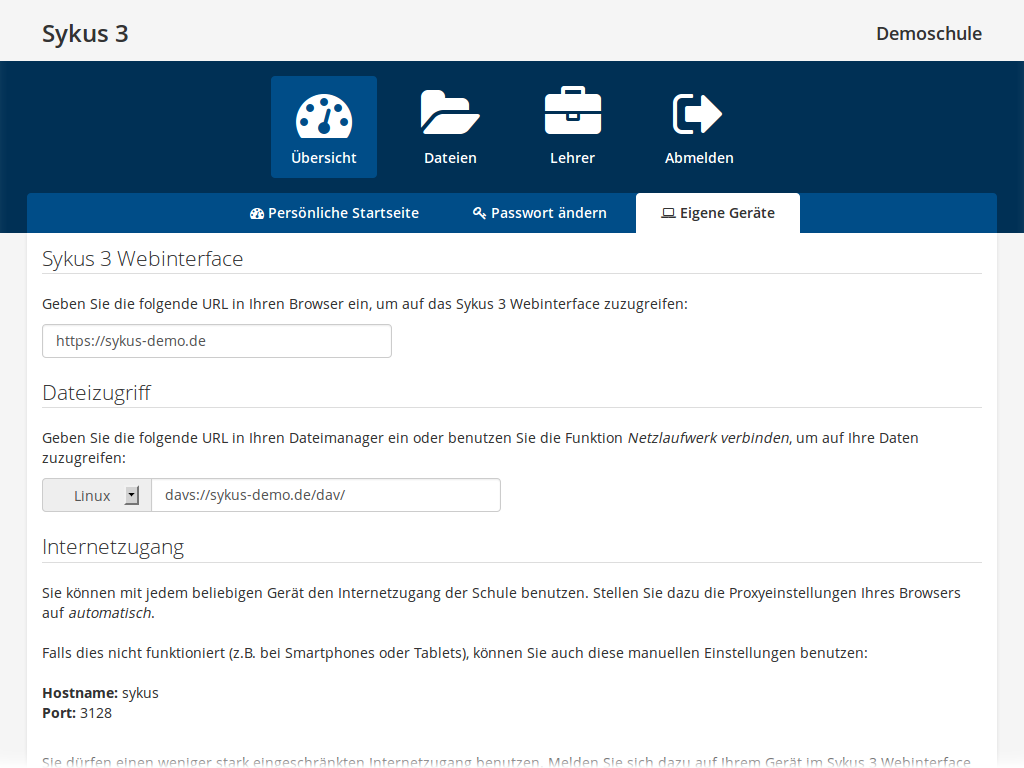 Sykus 3
Demoschule
Übersicht
Dateien
Lehrer
Abmelden
Persönliche Startseite
Passwort ändern
Eigene Geräte
Sykus 3 Webinterface
Geben Sie die folgende URL in Ihren Browser ein, um auf das Sykus 3 Webinterface zuzugreifen:
https://sykus-demo.de
Dateizugriff
Geben Sie die folgende URL in Ihren Dateimanager ein oder benutzen Sie die Funktion Netzlaufwerk verbinden, um auf Ihre Daten
zuzugreifen:
Linux
davs://sykus-demo.de/dav/
Internetzugang
Sie können mit jedem beliebigen Gerät den Internetzugang der Schule benutzen. Stellen Sie dazu die Proxyeinstellungen Ihres Browsers
auf automatisch.
Falls dies nicht funktioniert (z.B. bei Smartphones oder Tablets), können Sie auch diese manuellen Einstellungen benutzen:
Hostname: sykus
Port: 3128
Sie dürfen einen weniger stark eingeschränkten Internetzugang benutzen. Melden Sie sich dazu auf Ihrem Gerät im Sykus 3 Webinterface